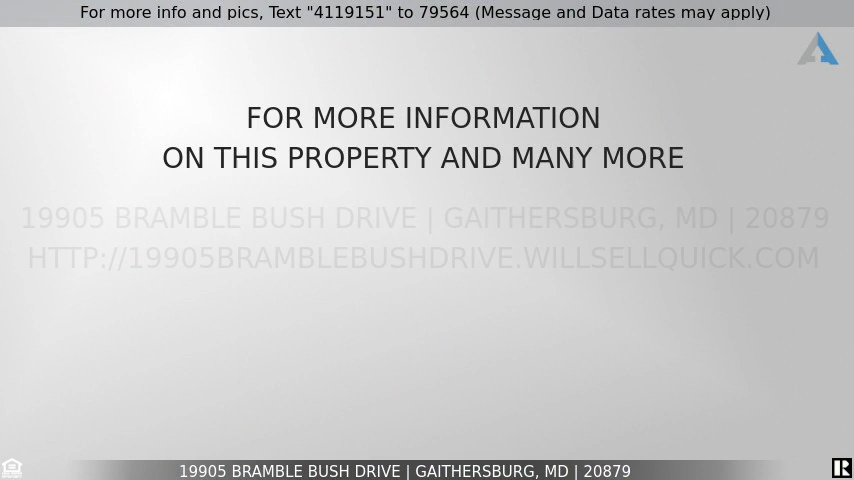 For more info and pics, Text "4119151" to 79564 (Message and Data rates may apply)
FOR MORE INFORMATION
ON THIS PROPERTY AND MANY MORE
19905 BRAMBLE BUSH DRIVE | GAITHERSBURG, MD | 20879
HTTP://19905BRAMBLEBUSHDRIVE.WILLSELLQUICK.COM
19905 BRAMBLE BUSH DRIVE | GAITHERSBURG, MD | 20879